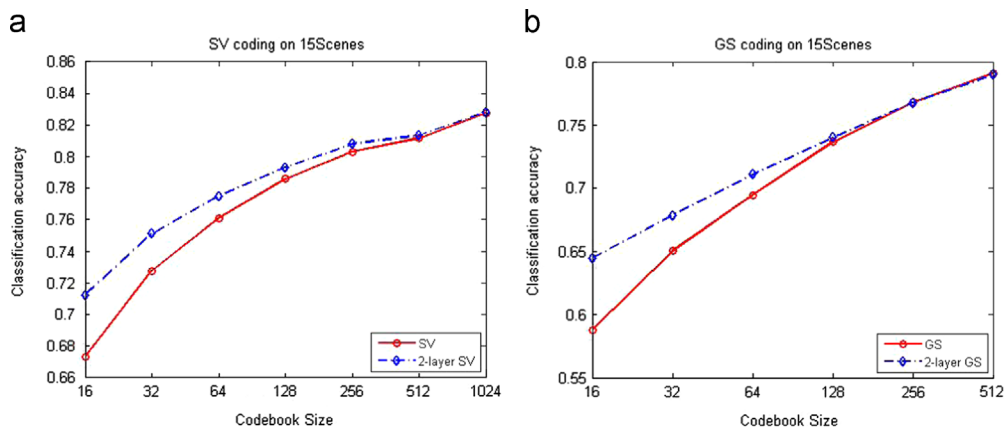 a
SV coding on 15Scenes
0.86
0.84
0.82
0.8
0.78
0.76
0.74
0.72
0.7
0.68
0.66
Classification accuracy
SV
2-layer SV
16 32 64 128 256 512 1024
Codebook Size
b
GS coding on 15Scenes
0.8
0.75
0.7
0.65
0.6
0.55
Classification accuracy
GS
2-layer GS
16 32 64 128 256 512
Codebook Size